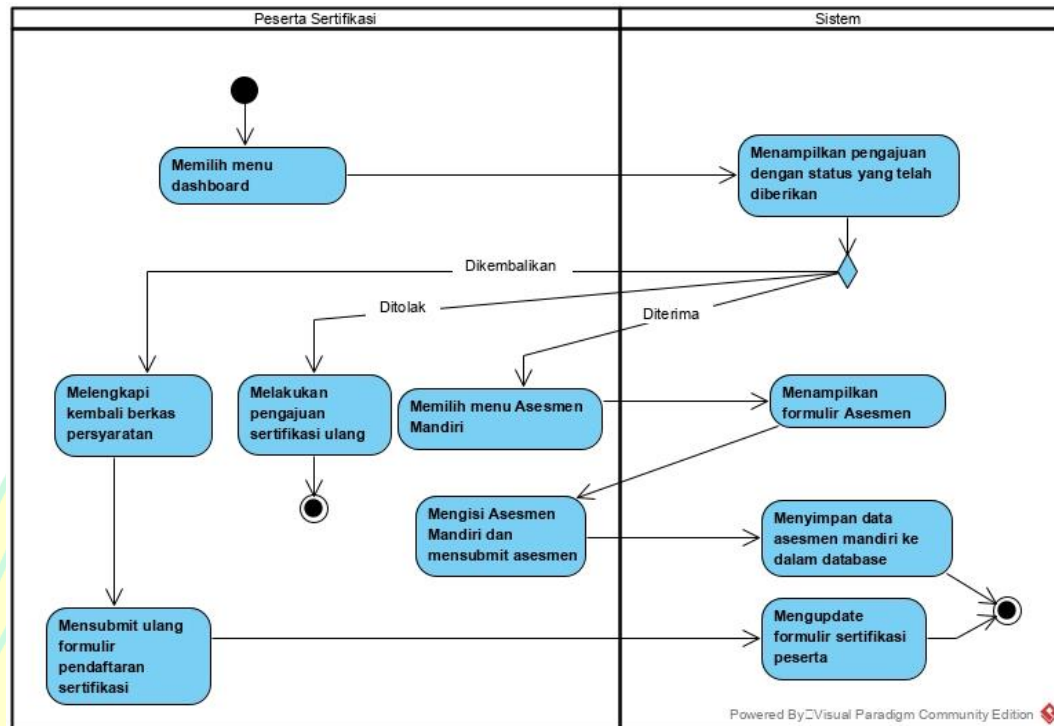 Peserta Sertifikasi
Sistem
Memilih menu
dashboard
Menampilkan pengajuan
dengan status yang telah
diberikan
Dikembalikan
Ditolak
Diterima
Melengkapi
kembali berkas
persyaratan
Melakukan
pengajuan
sertifikasi ulang
Memilih menu Asesmen
Mandiri
Menampilkan
formulir Asesmen
Mengisi Asesmen
Mandiri dan
mensubmit asesmen
Menyimpan data
asesmen mandiri ke
dalam database
Mensubmit ulang
formulir
pendaftaran
sertifikasi
Mengupdate
formulir sertifikasi
peserta
Powered By Visual Paradigm Community Edition